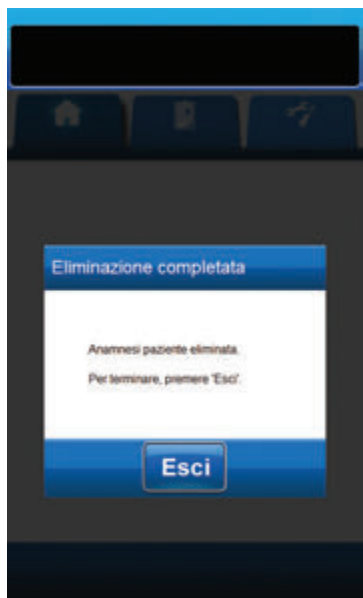 Eliminazione completata
Anamnesi paziente eliminata.
Per terminare, premere 'Esci'.
Esci